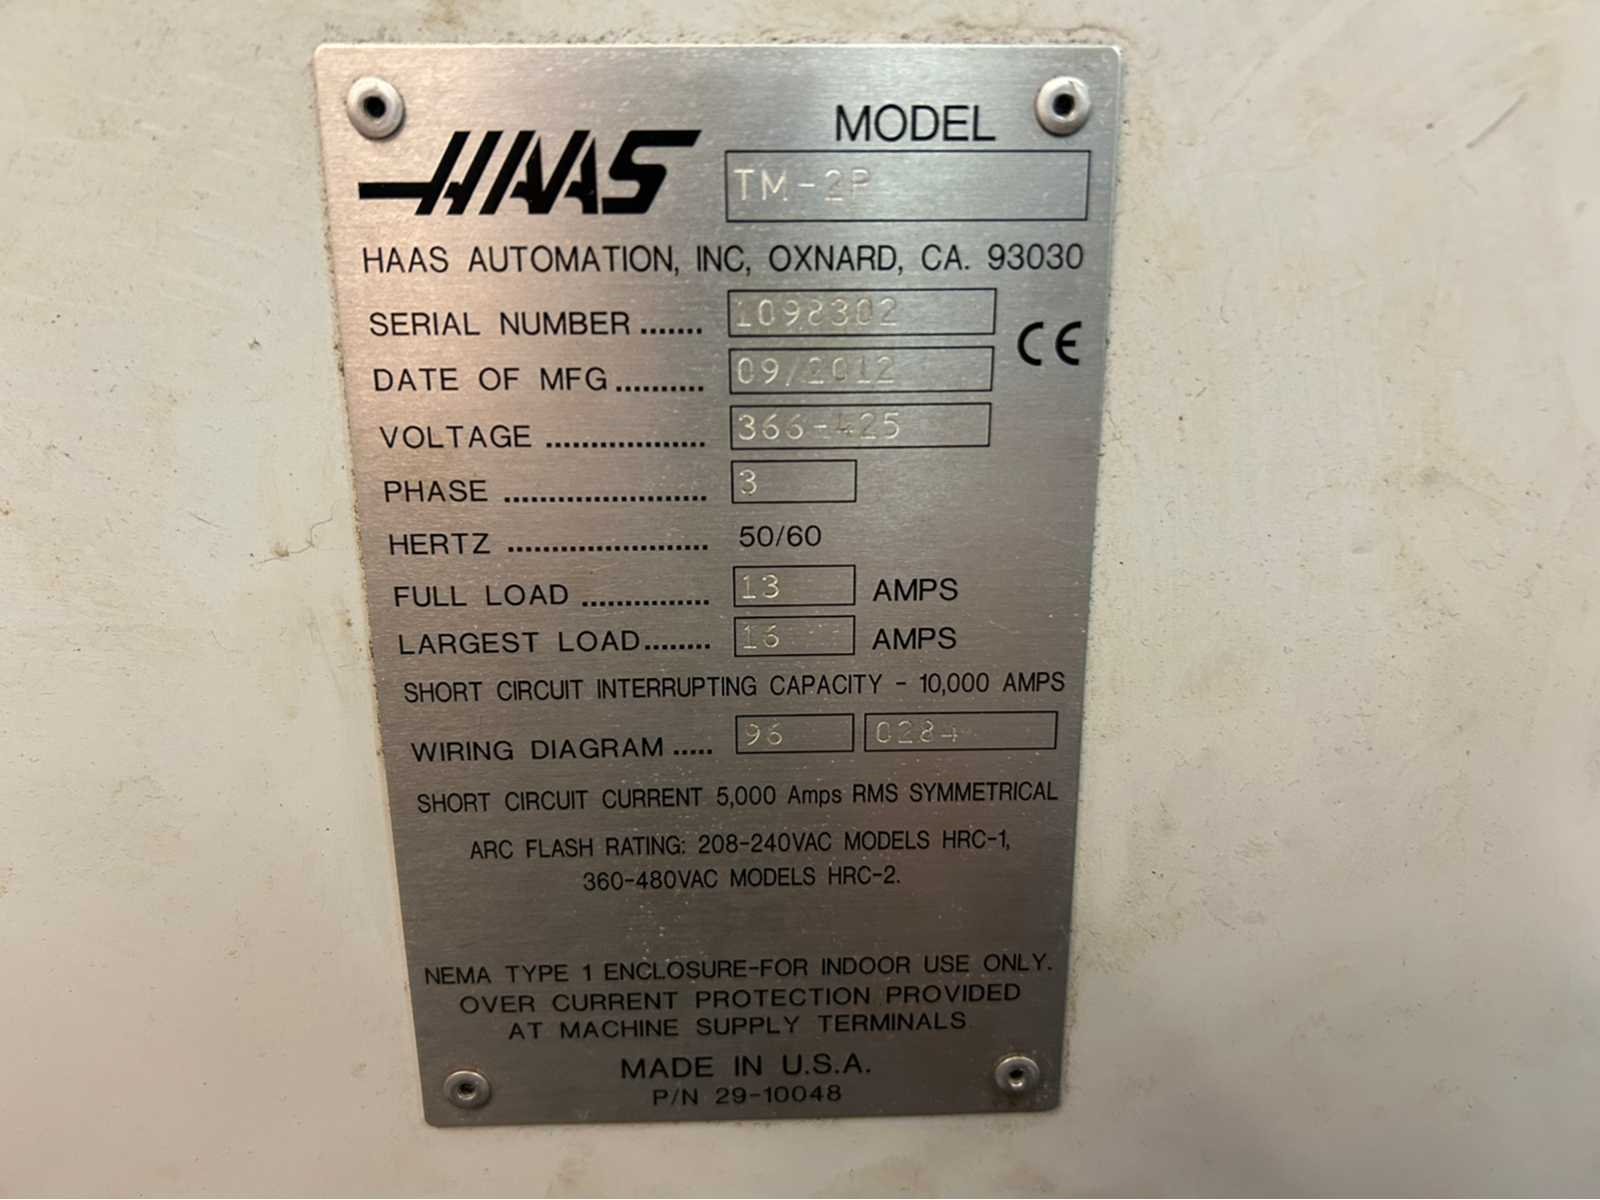 HAAS MODEL
TM-2P
HAAS AUTOMATION, INC, OXNARD, CA. 93030
SERIAL NUMBER ....... 1098302
CE
DATE OF MFG .......... 09/2012
VOLTAGE .................. 366-425
PHASE ...................... 3
HERTZ ...................... 50/60
FULL LOAD .............. 13 AMPS
LARGEST LOAD........ 16 AMPS
SHORT CIRCUIT INTERRUPTING CAPACITY - 10,000 AMPS
WIRING DIAGRAM ..... 96 0284
SHORT CIRCUIT CURRENT 5,000 Amps RMS SYMMETRICAL
ARC FLASH RATING: 208-240VAC MODELS HRC-1,
360-480VAC MODELS HRC-2.
NEMA TYPE 1 ENCLOSURE-FOR INDOOR USE ONLY.
OVER CURRENT PROTECTION PROVIDED
AT MACHINE SUPPLY TERMINALS
MADE IN U.S.A.
P/N 29-10048